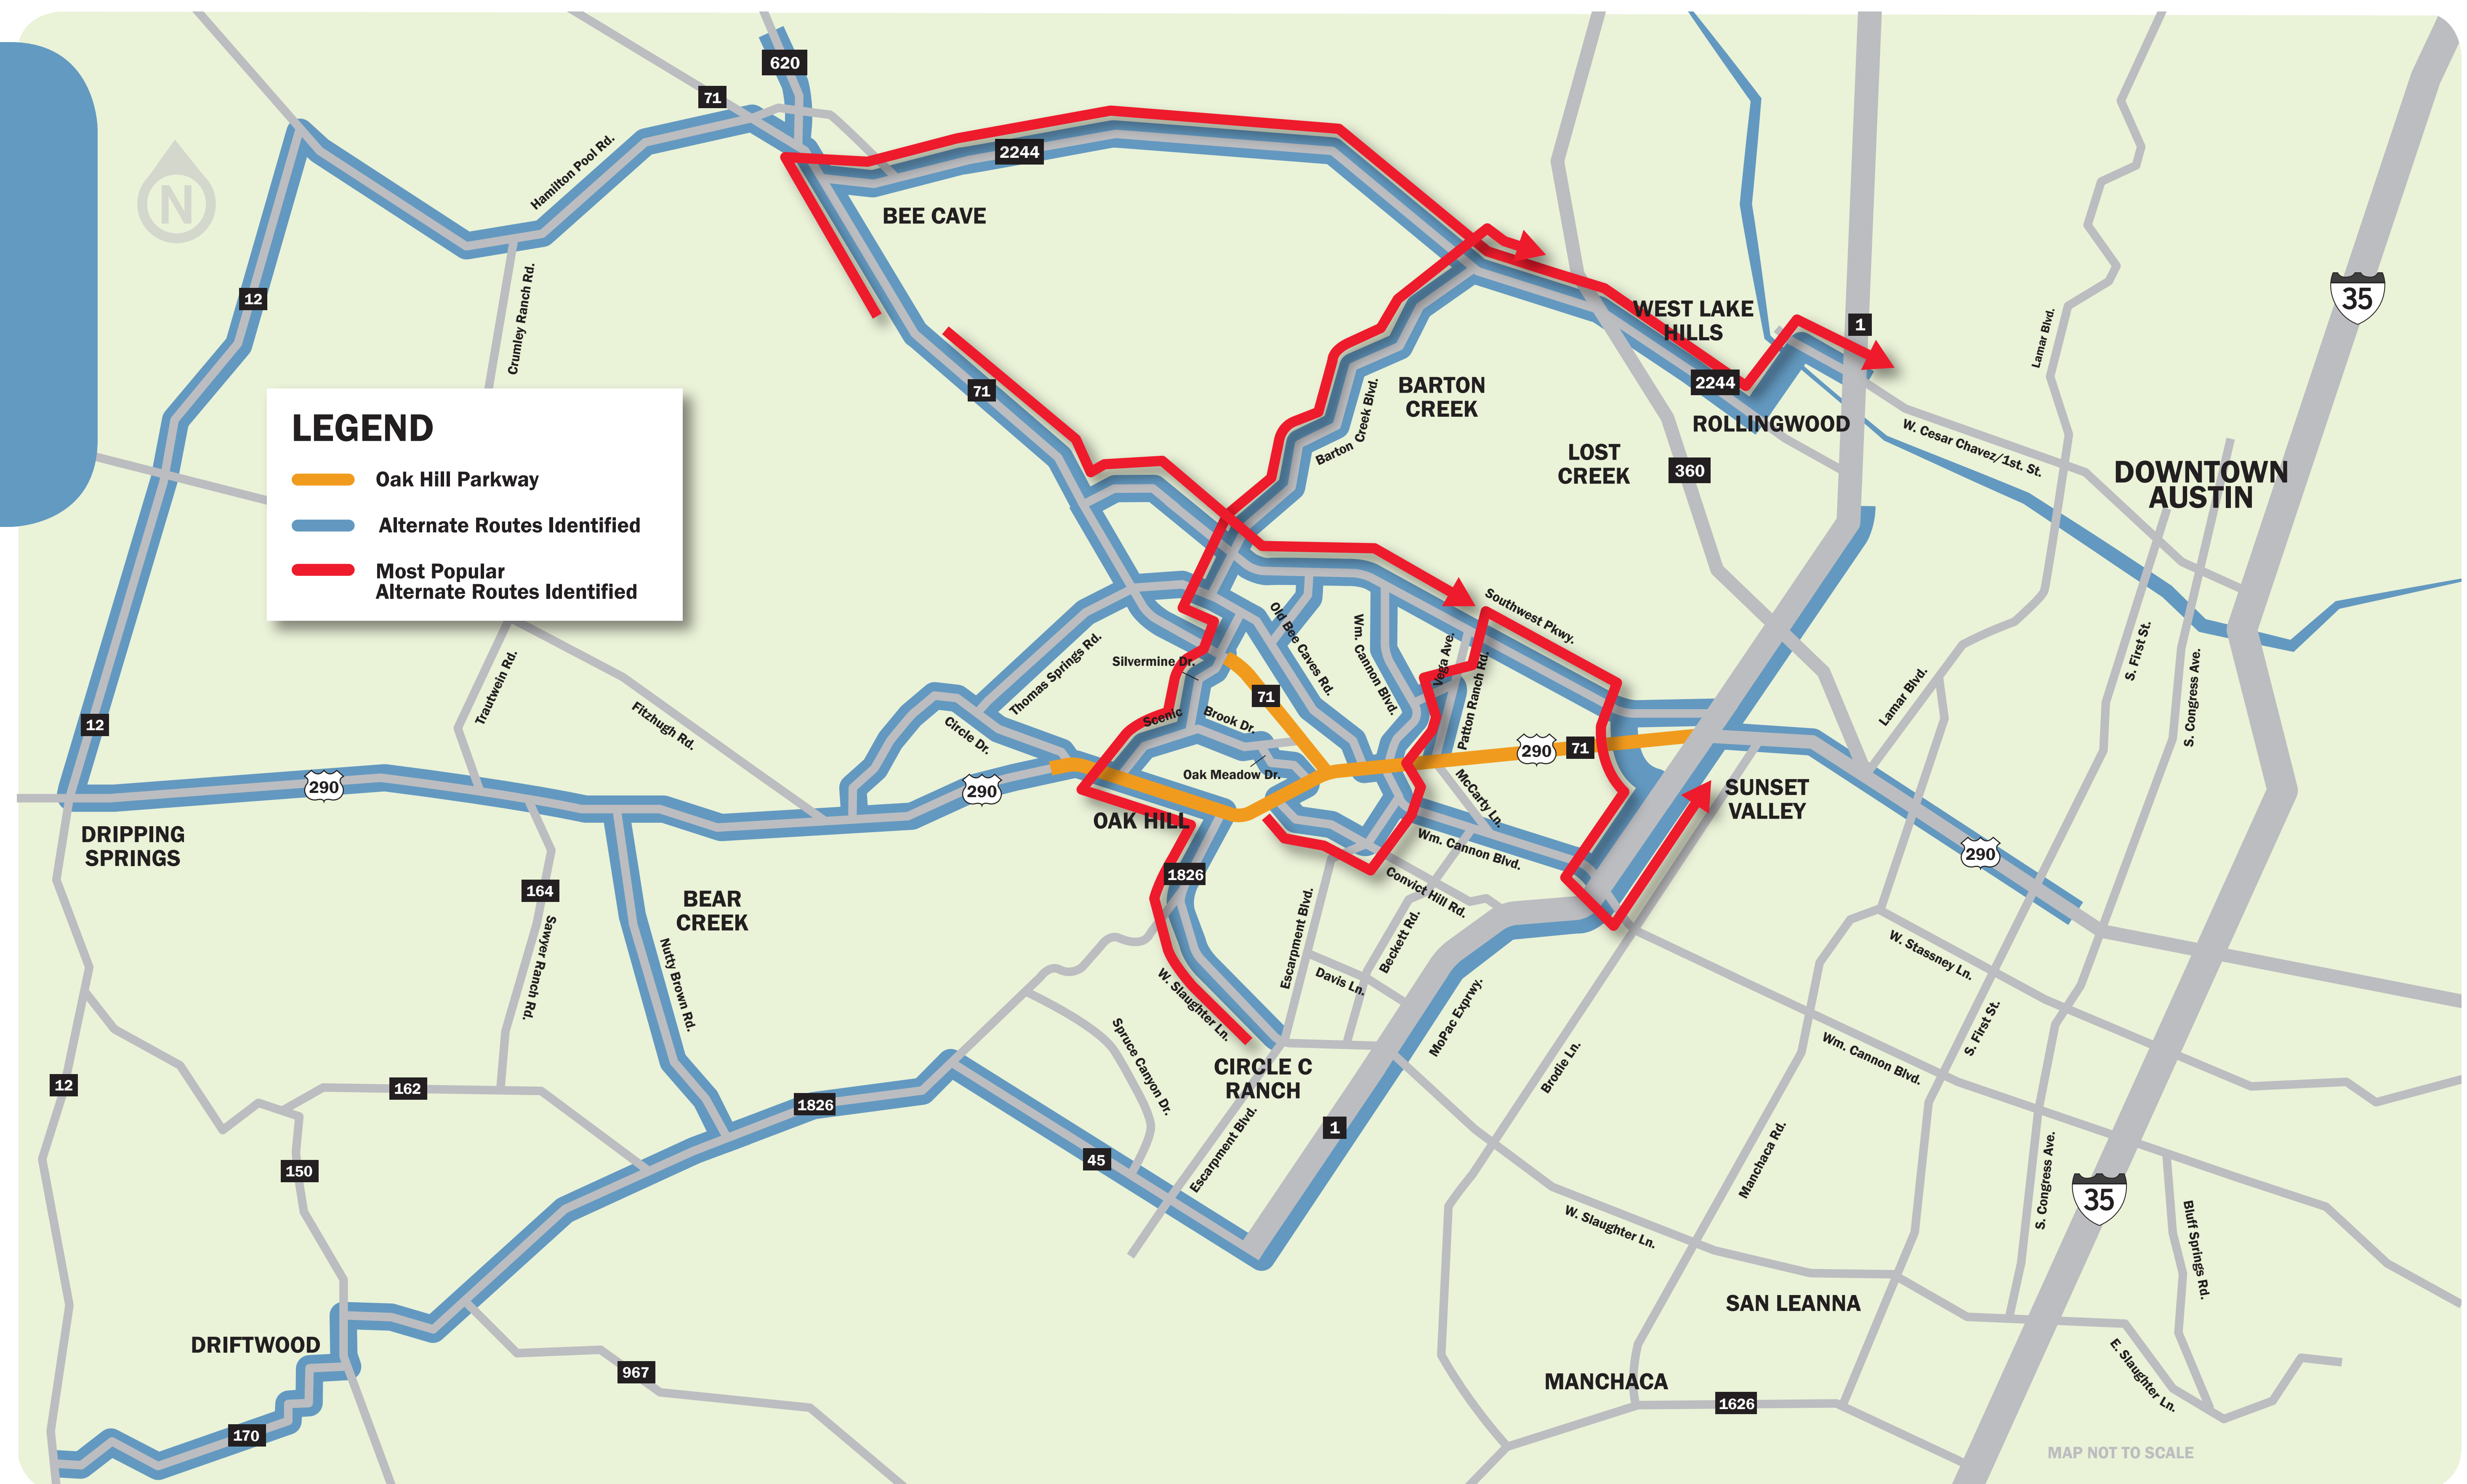 620
71
2244
Hamilton Pool Rd.
N
BEE CAVE
12
Crumley Ranch Rd.
35
WEST LAKE
HILLS
1
Lamar Blvd.
71
2244
BARTON
CREEK
Barton Creek Blvd.
ROLLINGWOOD
W. Cesar Chavez/1st. St.
LOST
CREEK
360
DOWNTOWN
AUSTIN
LEGEND
Oak Hill Parkway
Alternate Routes Identified
Most Popular
Alternate Routes Identified
Southwest Pkwy.
Old Bee Caves Rd.
Wm. Cannon Blvd.
Vega Ave.
Patton Ranch Rd.
Thomas Springs Rd.
Silvermine Dr.
71
Scenic
Brook Dr.
Oak Meadow Dr.
Trautwein Rd.
Fitzhugh Rd.
Circle Dr.
12
290
290
290
71
S. First St.
S. Congress Ave.
Lamar Blvd.
SUNSET
VALLEY
McCarty Ln.
Wm. Cannon Blvd.
OAK HILL
DRIPPING
SPRINGS
290
1826
Convict Hill Rd.
164
BEAR
CREEK
Sawyer Ranch Rd.
Nutty Brown Rd.
Escarpment Blvd.
Beckett Rd.
Davis Ln.
W. Slaughter Ln.
MoPac Exprwy.
W. Stassney Ln.
S. First St.
Spruce Canyon Dr.
CIRCLE C
RANCH
Brodie Ln.
Wm. Cannon Blvd.
12
162
1826
Escarpment Blvd.
1
45
150
Manchaca Rd.
S. Congress Ave.
35
Bluff Springs Rd.
W. Slaughter Ln.
SAN LEANNA
DRIFTWOOD
967
E. Slaughter Ln.
MANCHACA
1626
170
MAP NOT TO SCALE